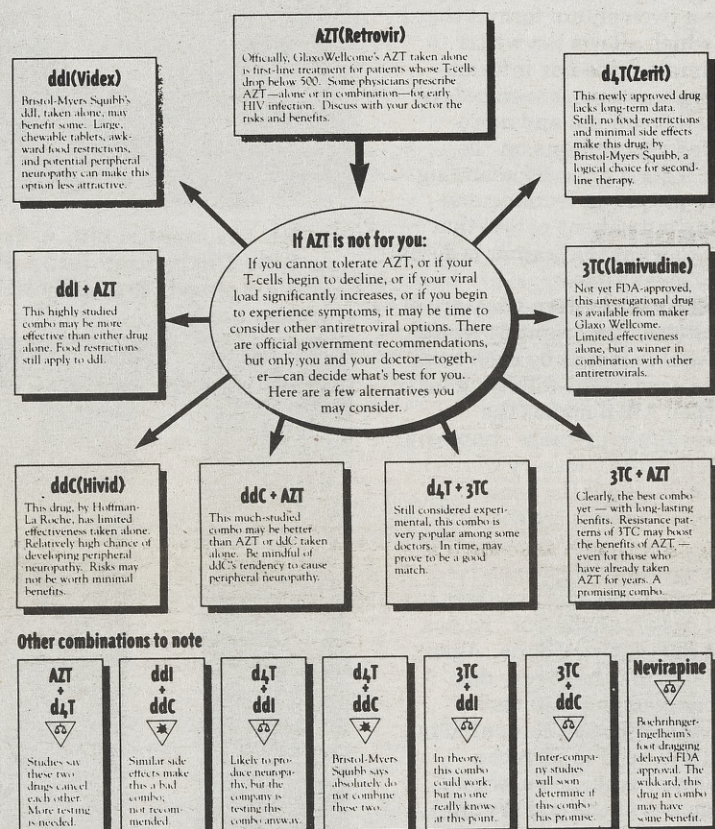 AZT(Retrovir)
Officially, GlaxoWellcome's AZT taken alone
is first-line treatment for patients whose T-cells
drop below 500. Some physicians prescribe
AZT—alone or in combination—for early
HIV infection. Discuss with your doctor the
risks and benefits.
ddI(Videx)
Bristol-Myers Squibb's
ddI, taken alone, may
benefit some. Large,
chewable tablets, awk-
ward food restrictions,
and potential peripheral
neuropathy can make this
option less attractive.
d4T(Zerit)
This newly approved drug
lacks long-term data.
Still, no food restrictions
and minimal side effects
make this drug, by
Bristol-Myers Squibb, a
logical choice for second-
line therapy.
If AZT is not for you:
If you cannot tolerate AZT, or if your
T-cells begin to decline, or if your viral
load significantly increases, or if you begin
to experience symptoms, it may be time to
consider other antiretroviral options. There
are official government recommendations,
but only you and your doctor—togeth-
er—can decide what's best for you.
Here are a few alternatives you
may consider.
ddI + AZT
This highly studied
combo may be more
effective than either drug
alone. Food restrictions
still apply to ddI.
3TC(lamivudine)
Not yet FDA-approved,
this investigational drug
is available from maker
Glaxo Wellcome.
Limited effectiveness
alone, but a winner in
combination with other
antiretrovirals.
ddC(Hivid)
This drug, by Hoffman-
La Roche, has limited
effectiveness taken alone.
Relatively high chance of
developing peripheral
neuropathy. Risks may
not be worth minimal
benefits.
ddC + AZT
This much-studied
combo may be better
than AZT or ddC taken
alone. Be mindful of
ddC's tendency to cause
peripheral neuropathy.
d4T + 3TC
Still considered experi-
mental, this combo is
very popular among some
doctors. In time, may
prove to be a good
match.
3TC + AZT
Clearly, the best combo
yet — with long-lasting
benfits. Resistance pat-
terns of 3TC may boost
the benefits of AZT —
even for those who
have already taken
AZT for years. A
promising combo.
Other combinations to note
AZT
+
d4T
Studies say
these two
drugs cancel
each other.
More testing
is needed.
ddI
+
ddC
Similar side
effects make
this a bad
combo,
not recom-
mended.
d4T
+
ddI
Likely to pro-
duce neuropa-
thy, but the
company is
testing this
combo anyway.
d4T
+
ddC
Bristol-Myers
Squibb says
absolutely do
not combine
these two.
3TC
+
ddI
In theory,
this combo
could work,
but no one
really knows
at this point.
3TC
+
ddC
Inter-compa-
ny studies
will soon
determine if
this combo
has promise.
Nevirapine
Boehrihnger-
Ingelheim's
foot dragging
delayed FDA
approval. The
wildcard, this
drug in combo
may have
some benefit.